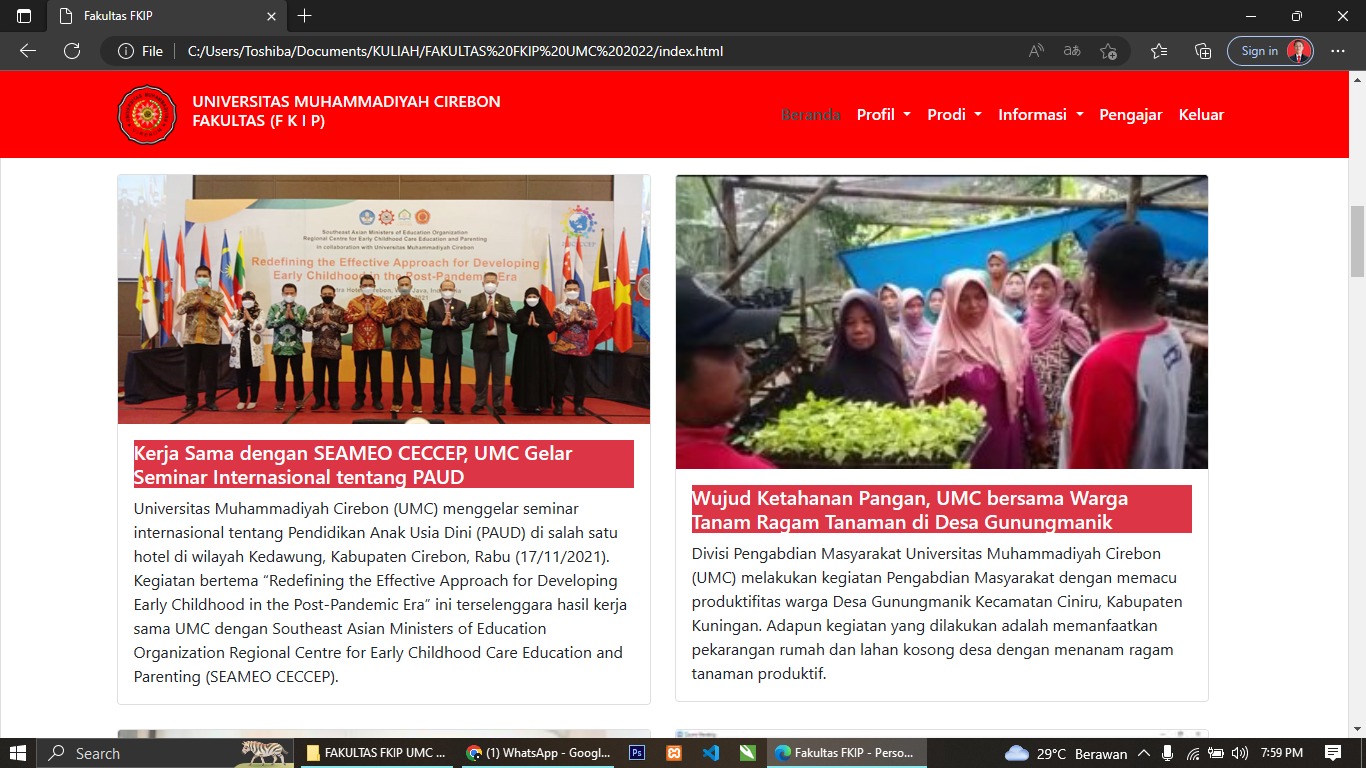 Fakultas FKIP
File
C:/Users/Toshiba/Documents/KULIAH/FAKULTAS%20FKIP%20UMC%202022/index.html
Sign in
UNIVERSITAS MUHAMMADIYAH CIREBON
FAKULTAS (F K I P)
Beranda
Profil
Prodi
Informasi
Pengajar
Keluar
Southeast Asian Ministers of Education Organization
Regional Centre for Early Childhood Care Education and Parenting
in collaboration with Universitas Muhammadiyah Cirebon
Redefining the Effective Approach for Developing
Early Childhood in the Post-Pandemic Era
Kerja Sama dengan SEAMEO CECCEP, UMC Gelar
Seminar Internasional tentang PAUD
Universitas Muhammadiyah Cirebon (UMC) menggelar seminar
internasional tentang Pendidikan Anak Usia Dini (PAUD) di salah satu
hotel di wilayah Kedawung, Kabupaten Cirebon, Rabu (17/11/2021).
Kegiatan bertema “Redefining the Effective Approach for Developing
Early Childhood in the Post-Pandemic Era“ ini terselenggara hasil kerja
sama UMC dengan Southeast Asian Ministers of Education
Organization Regional Centre for Early Childhood Care Education and
Parenting (SEAMEO CECCEP).
Wujud Ketahanan Pangan, UMC bersama Warga
Tanam Ragam Tanaman di Desa Gunungmanik
Divisi Pengabdian Masyarakat Universitas Muhammadiyah Cirebon
(UMC) melakukan kegiatan Pengabdian Masyarakat dengan memacu
produktifitas warga Desa Gunungmanik Kecamatan Ciniru, Kabupaten
Kuningan. Adapun kegiatan yang dilakukan adalah memanfaatkan
pekarangan rumah dan lahan kosong desa dengan menanam ragam
tanaman produktif.
Search
FAKULTAS FKIP UMC ...
(1) WhatsApp - Googl...
Ps
Fakultas FKIP - Perso...
29°C Berawan
7:59 PM